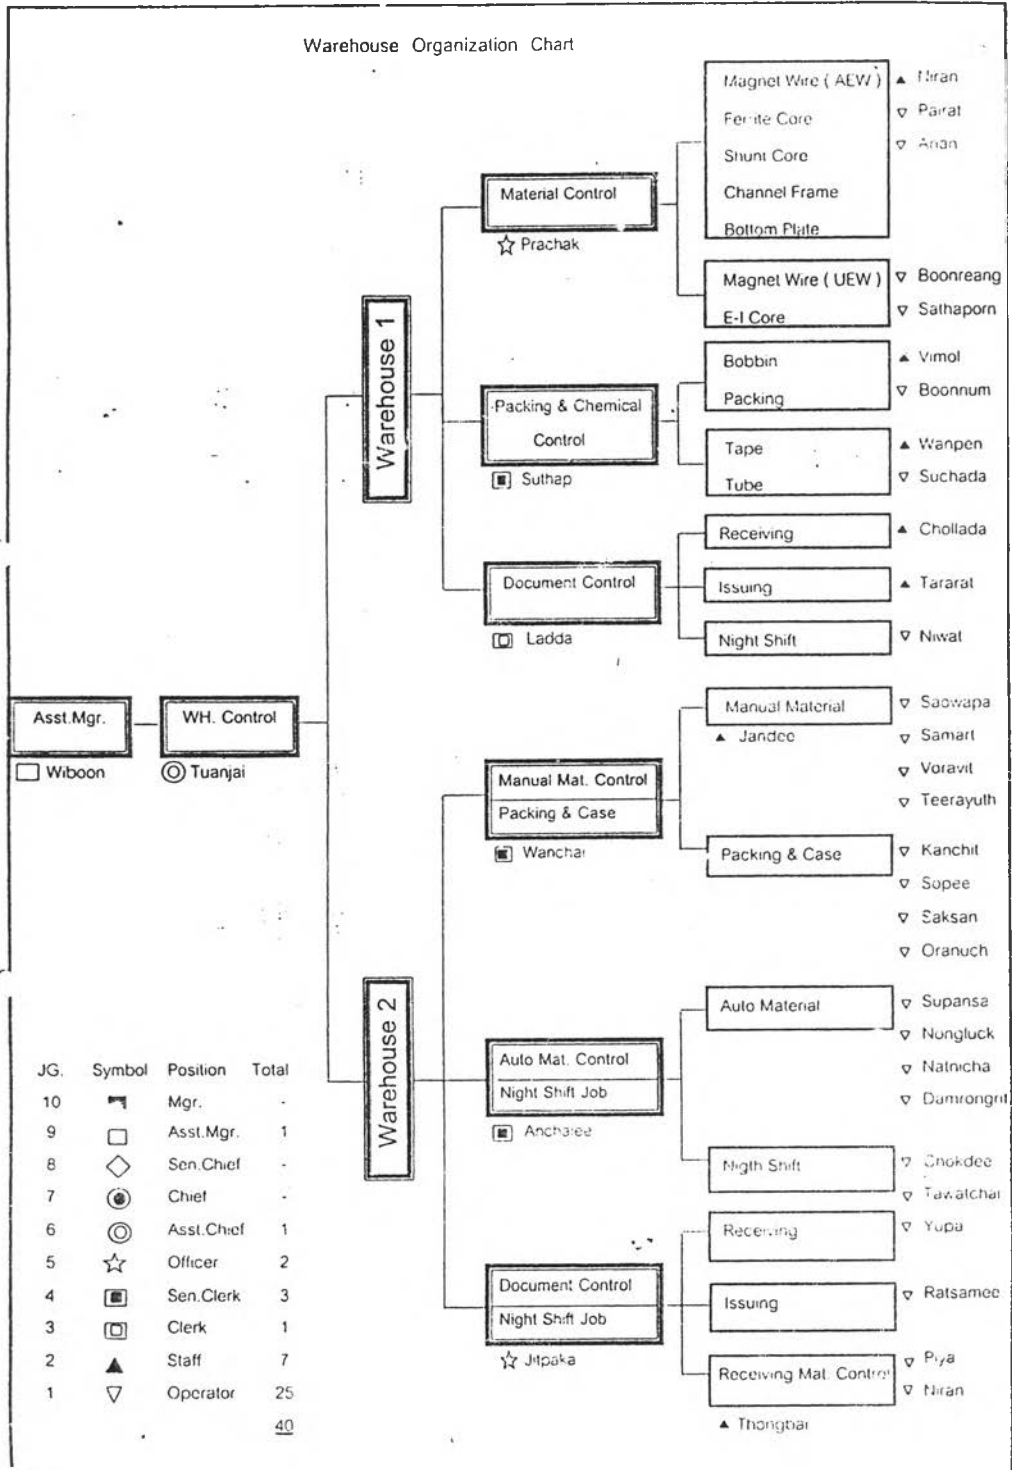 Warehouse Organization Chart
Asst.Mgr.
Wiboon
WH. Control
Tuanjai
Warehouse 1
Material Control
Prachak
Magnet Wire ( AEW )
Ferrite Core
Shunt Core
Channel Frame
Bottom Plate
Niran
Pairat
Anan
Magnet Wire ( UEW )
E-I Core
Boonreang
Sathaporn
Packing & Chemical
Control
Suthap
Bobbin
Packing
Vimol
Boonnum
Tape
Tube
Wanpen
Suchada
Document Control
Ladda
Receiving
Chollada
Issuing
Tararat
Night Shift
Niwat
Warehouse 2
Manual Mat. Control
Packing & Case
Wanchai
Manual Material
Jandee
Saowapa
Samart
Voravit
Teerayuth
Packing & Case
Kanchit
Sopee
Saksan
Oranuch
Auto Mat. Control
Night Shift Job
Anchalee
Auto Material
Supansa
Nongluck
Natnicha
Damrongrit
Nigth Shift
Chokdee
Tawatchai
Document Control
Night Shift Job
Jitpaka
Receiving
Yupa
Issuing
Ratsamee
Receiving Mat. Control
Thongbai
Piya
Niran
JG. Symbol Position Total
10 Mgr. -
9 Asst.Mgr. 1
8 Sen.Chief -
7 Chief -
6 Asst.Chief 1
5 Officer 2
4 Sen.Clerk 3
3 Clerk 1
2 Staff 7
1 Operator 25
40